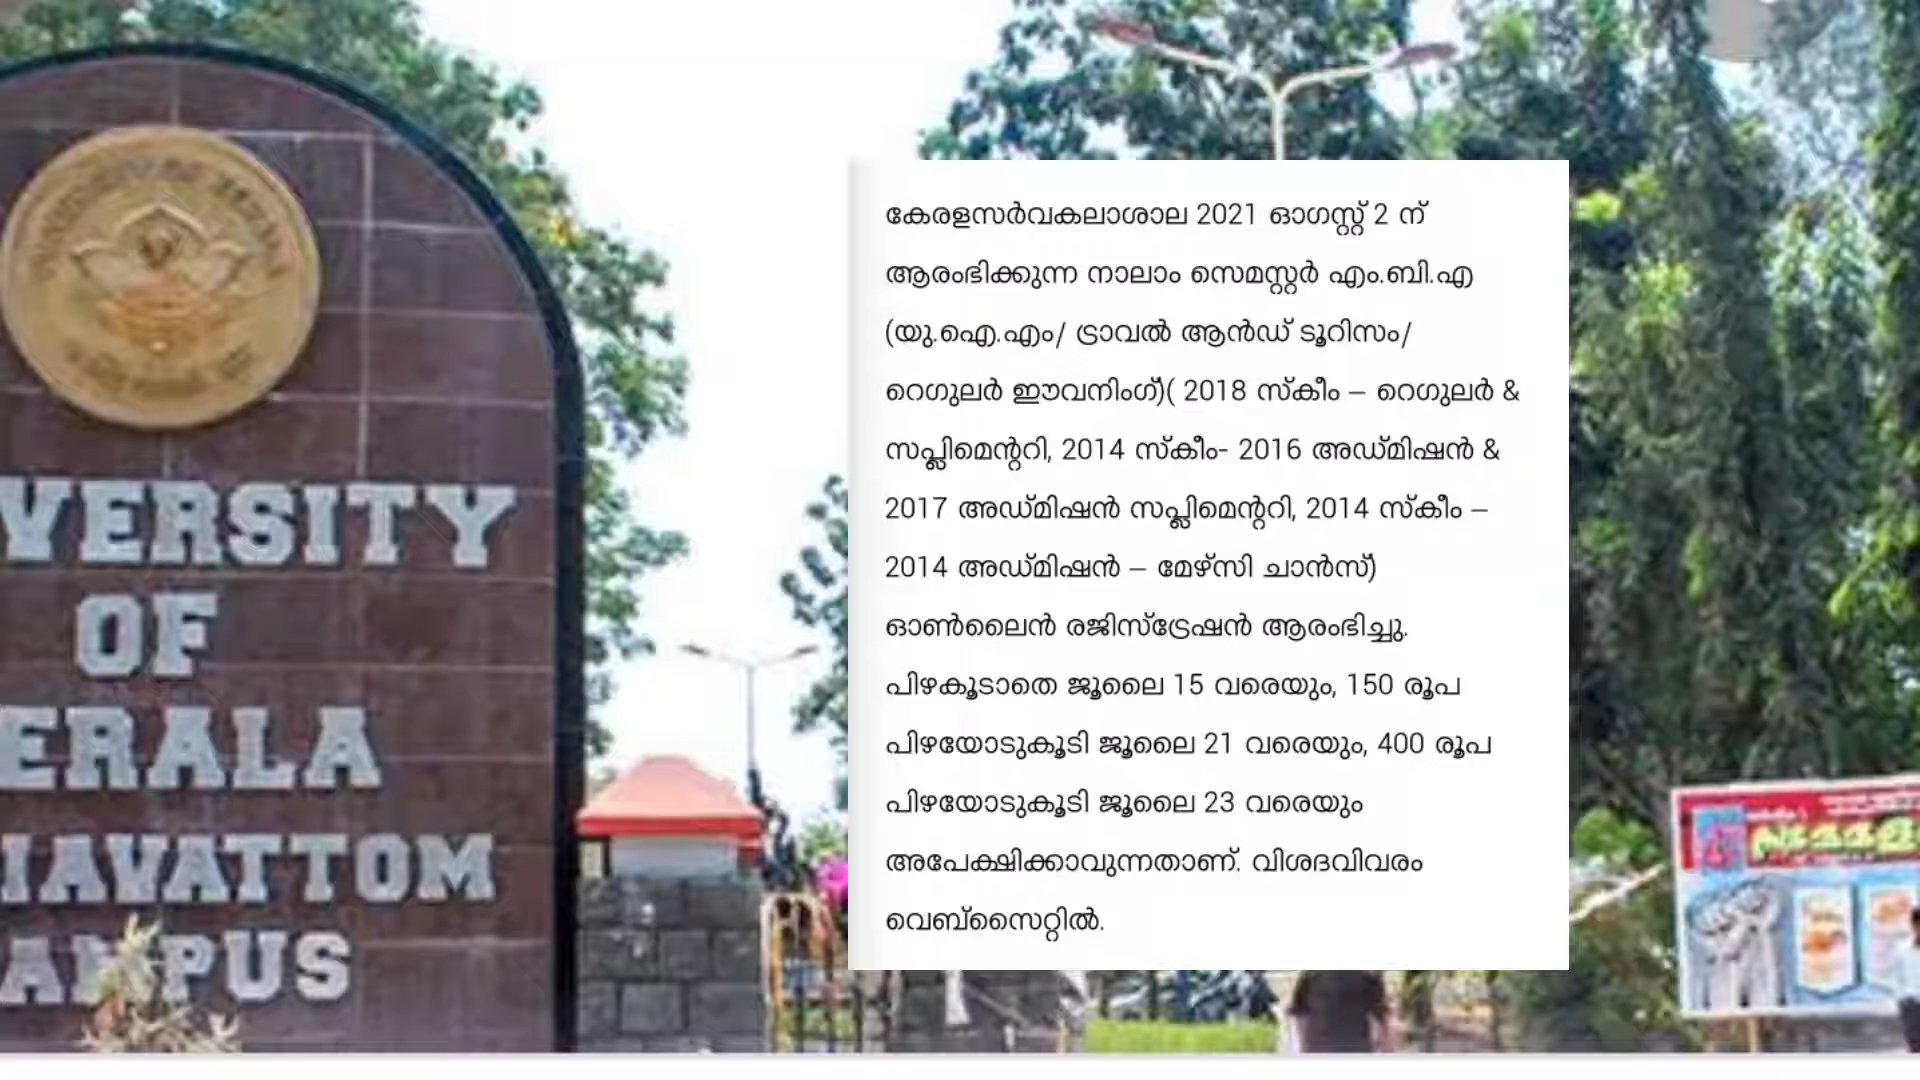 VERSITY
OF
ERALA
IAVATTOM
PUS
കേരളസർവകലാശാല 2021 ഓഗസ്റ്റ് 2 ന്
ആരംഭിക്കുന്ന നാലാം സെമസ്റ്റർ എം.ബി.എ
(യു.ഐ.എം/ ട്രാവൽ ആൻഡ് ടൂറിസം/
റെഗുലർ ഈവനിംഗ്)( 2018 സ്കീം – റെഗുലർ &
സപ്ലിമെന്ററി, 2014 സ്കീം- 2016 അഡ്മിഷൻ &
2017 അഡ്മിഷൻ സപ്ലിമെന്ററി, 2014 സ്കീം –
2014 അഡ്മിഷൻ – മേഴ്സി ചാൻസ്)
ഓൺലൈൻ രജിസ്ട്രേഷൻ ആരംഭിച്ചു.
പിഴകൂടാതെ ജൂലൈ 15 വരെയും, 150 രൂപ
പിഴയോടുകൂടി ജൂലൈ 21 വരെയും, 400 രൂപ
പിഴയോടുകൂടി ജൂലൈ 23 വരെയും
അപേക്ഷിക്കാവുന്നതാണ്. വിശദവിവരം
വെബ്സൈറ്റിൽ.